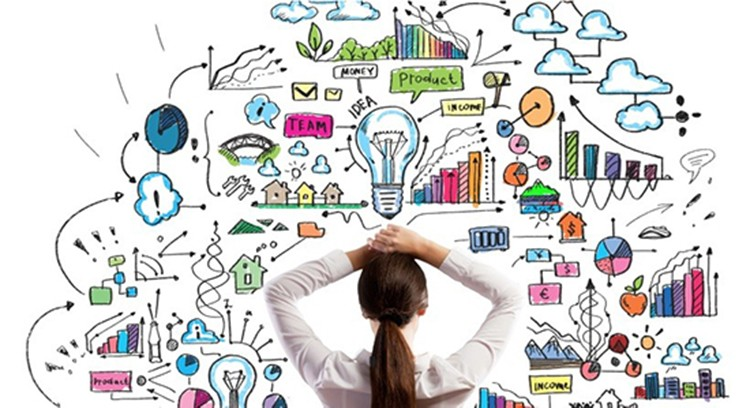 MONEY
Product
IDEA
INCOME
TEAM
$
¥
$
€
i
Product
INCOME